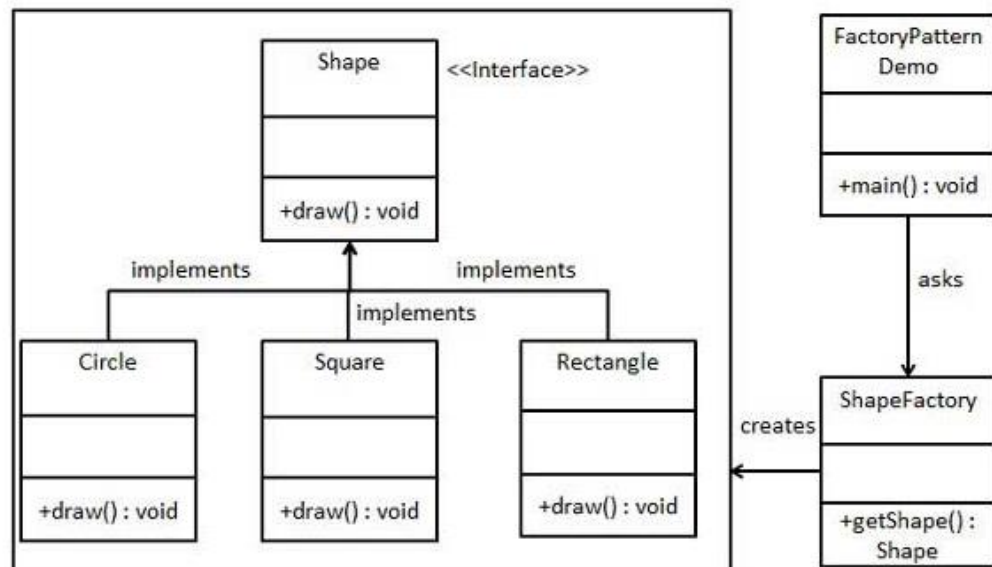 Shape
<<Interface>>
+draw() : void
implements
implements
implements
Circle
+draw() : void
Square
+draw() : void
Rectangle
+draw() : void
FactoryPattern
Demo
+main() : void
asks
ShapeFactory
+getShape() :
Shape
creates